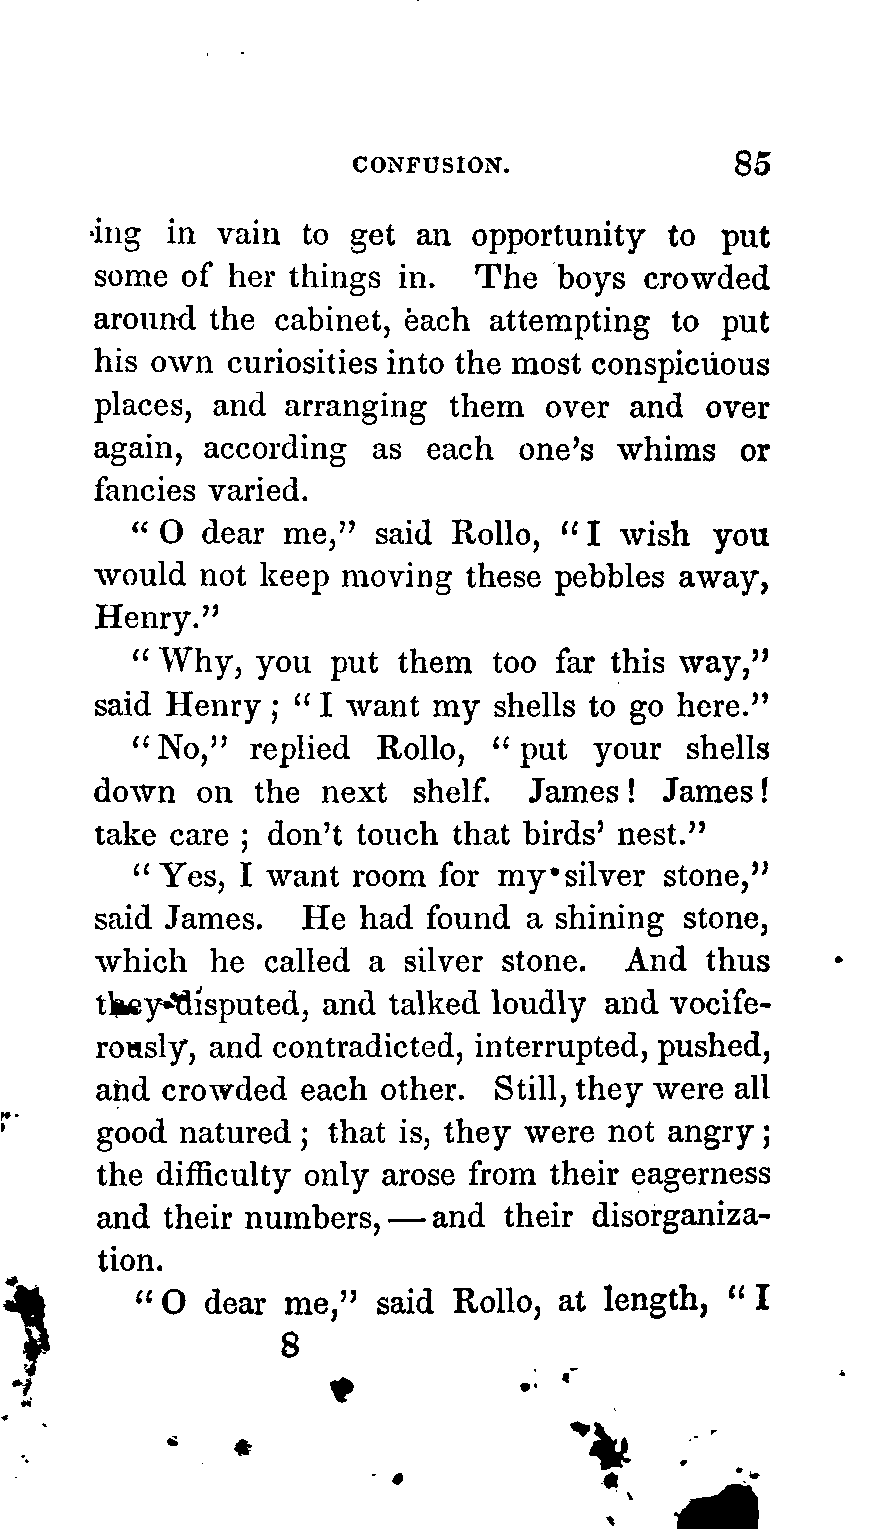 CONFUSION. 85
ing in vain to get an opportunity to put
some of her things in. The boys crowded
around the cabinet, each attempting to put
his own curiosities into the most conspicuous
places, and arranging them over and over
again, according as each one's whims or
fancies varied.
" O dear me," said Rollo, " I wish you
would not keep moving these pebbles away,
Henry."
" Why, you put them too far this way,"
said Henry ; " I want my shells to go here."
" No," replied Rollo, " put your shells
down on the next shelf. James ! James !
take care ; don't touch that birds' nest."
" Yes, I want room for my silver stone,"
said James. He had found a shining stone,
which he called a silver stone. And thus
they disputed, and talked loudly and vocife-
rously, and contradicted, interrupted, pushed,
and crowded each other. Still, they were all
good natured ; that is, they were not angry ;
the difficulty only arose from their eagerness
and their numbers, — and their disorganiza-
tion.
" O dear me," said Rollo, at length, " I
8